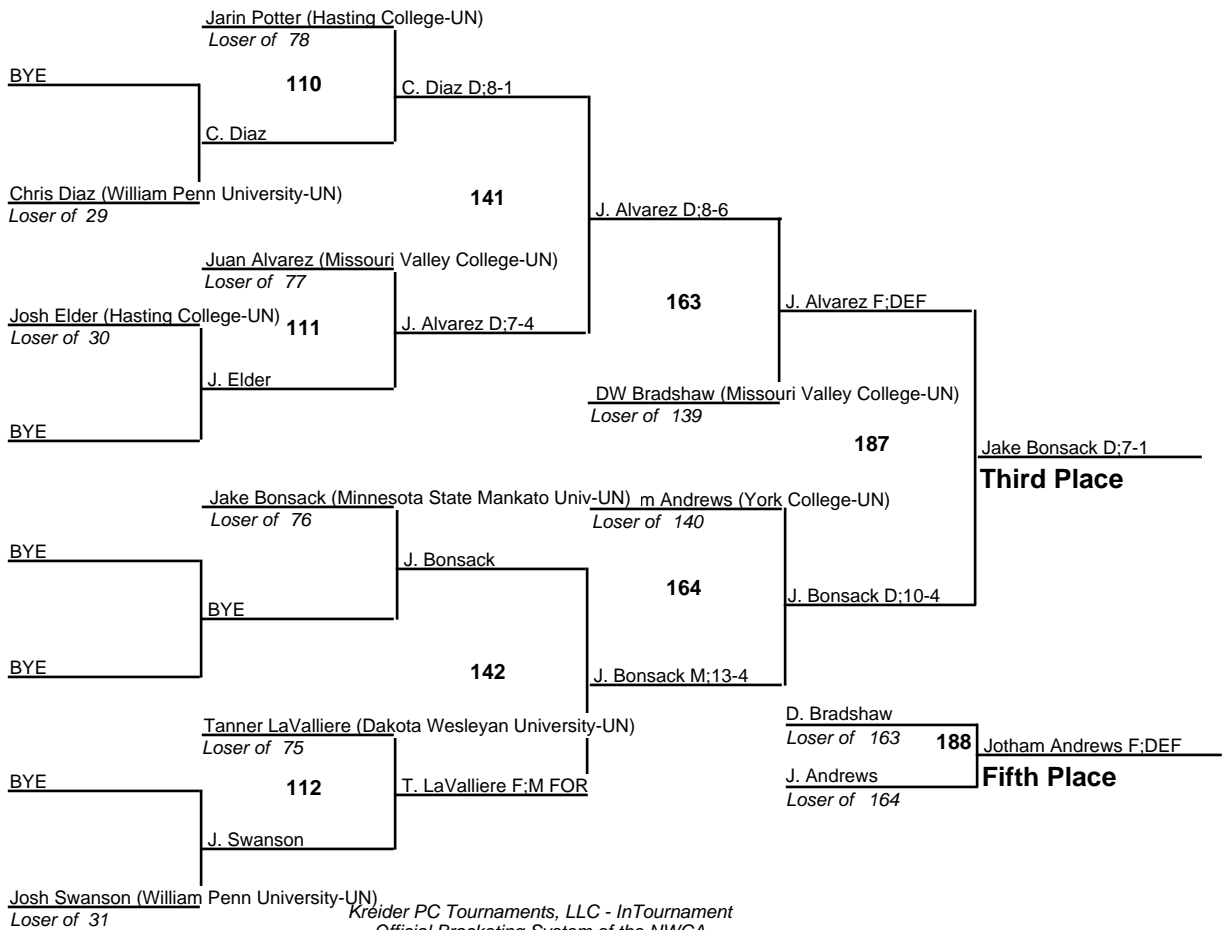 Jarin Potter (Hasting College-UN)
Loser of 78
BYE
110
C. Diaz D;8-1
C. Diaz
Chris Diaz (William Penn University-UN)
Loser of 29
141
J. Alvarez D;8-6
Juan Alvarez (Missouri Valley College-UN)
Loser of 77
163
J. Alvarez F;DEF
Josh Elder (Hasting College-UN)
Loser of 30
111
J. Alvarez D;7-4
J. Elder
DW Bradshaw (Missouri Valley College-UN)
Loser of 139
BYE
187
Jake Bonsack D;7-1
Third Place
Jake Bonsack (Minnesota State Mankato Univ-UN)
Loser of 76
m Andrews (York College-UN)
Loser of 140
BYE
J. Bonsack
164
BYE
J. Bonsack D;10-4
BYE
142
J. Bonsack M;13-4
Tanner LaValliere (Dakota Wesleyan University-UN)
Loser of 75
D. Bradshaw
Loser of 163
188
Jotham Andrews F;DEF
Fifth Place
J. Andrews
Loser of 164
BYE
112
T. LaValliere F;M FOR
J. Swanson
Josh Swanson (William Penn University-UN)
Loser of 31
Kreider PC Tournaments, LLC - InTournament
Official Bracketing System of the NWCA